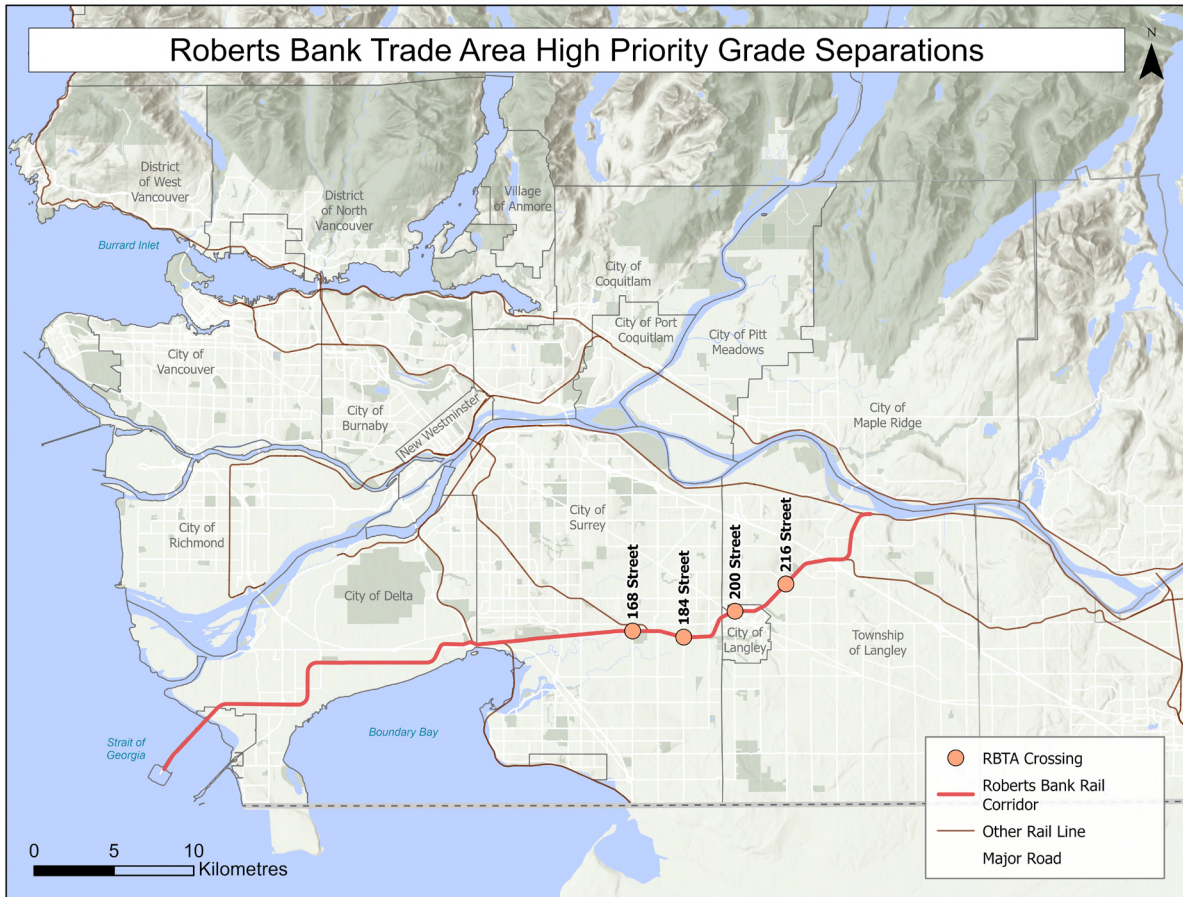 Roberts Bank Trade Area High Priority Grade Separations
N
District
of West
Vancouver
District
of North
Vancouver
Village
of Anmore
Burrard Inlet
City of
Coquitlam
City of Port
Coquitlam
City of Pitt
Meadows
City of
Vancouver
City of
Burnaby
New Westminster
City of
Maple Ridge
City of
Richmond
City of
Surrey
City of Delta
168 Street
184 Street
200 Street
216 Street
City of
Langley
Township
of Langley
Strait of
Georgia
Boundary Bay
RBTA Crossing
Roberts Bank Rail
Corridor
Other Rail Line
Major Road
0 5 10
Kilometres